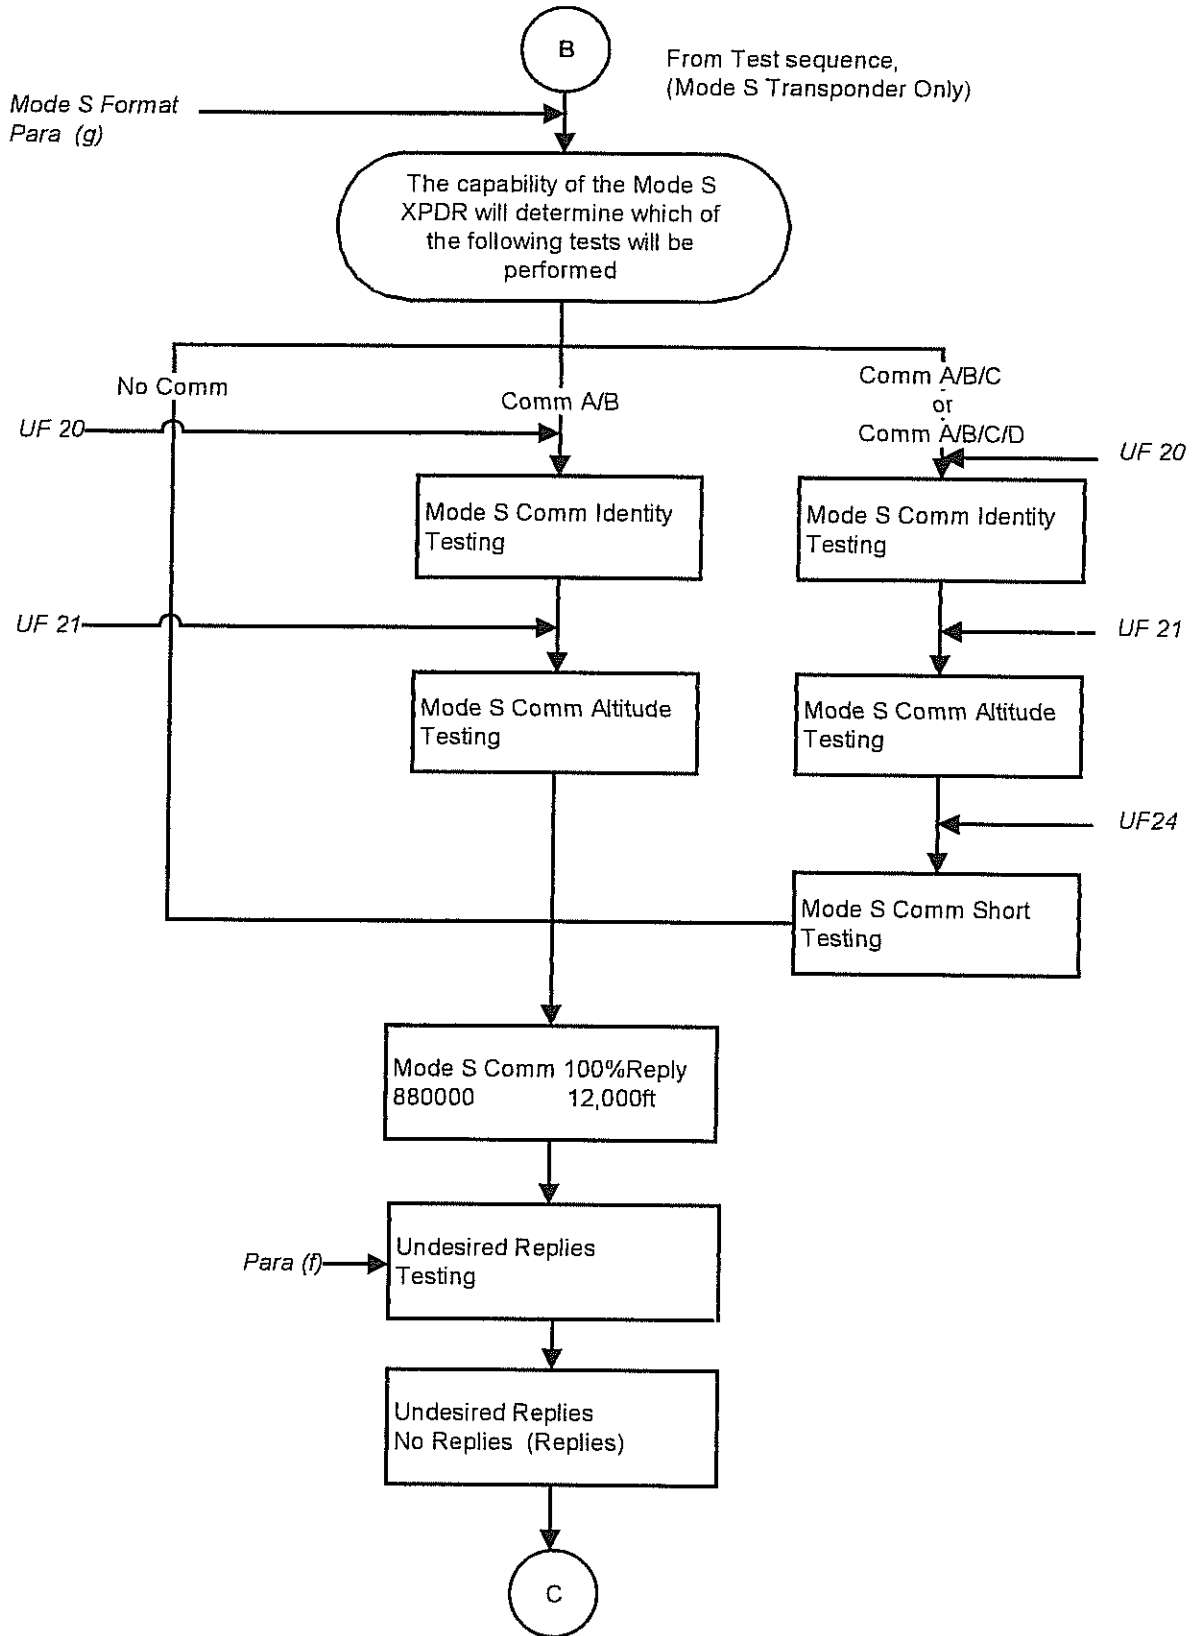 B
From Test sequence,
(Mode S Transponder Only)
Mode S Format
Para (g)
The capability of the Mode S
XPDR will determine which of
the following tests will be
performed
No Comm
Comm A/B
Comm A/B/C
or
Comm A/B/C/D
UF 20
UF 20
Mode S Comm Identity
Testing
Mode S Comm Identity
Testing
UF 21
UF 21
Mode S Comm Altitude
Testing
Mode S Comm Altitude
Testing
UF24
Mode S Comm Short
Testing
Mode S Comm 100%Reply
880000 12,000ft
Para (f)
Undesired Replies
Testing
Undesired Replies
No Replies (Replies)
C